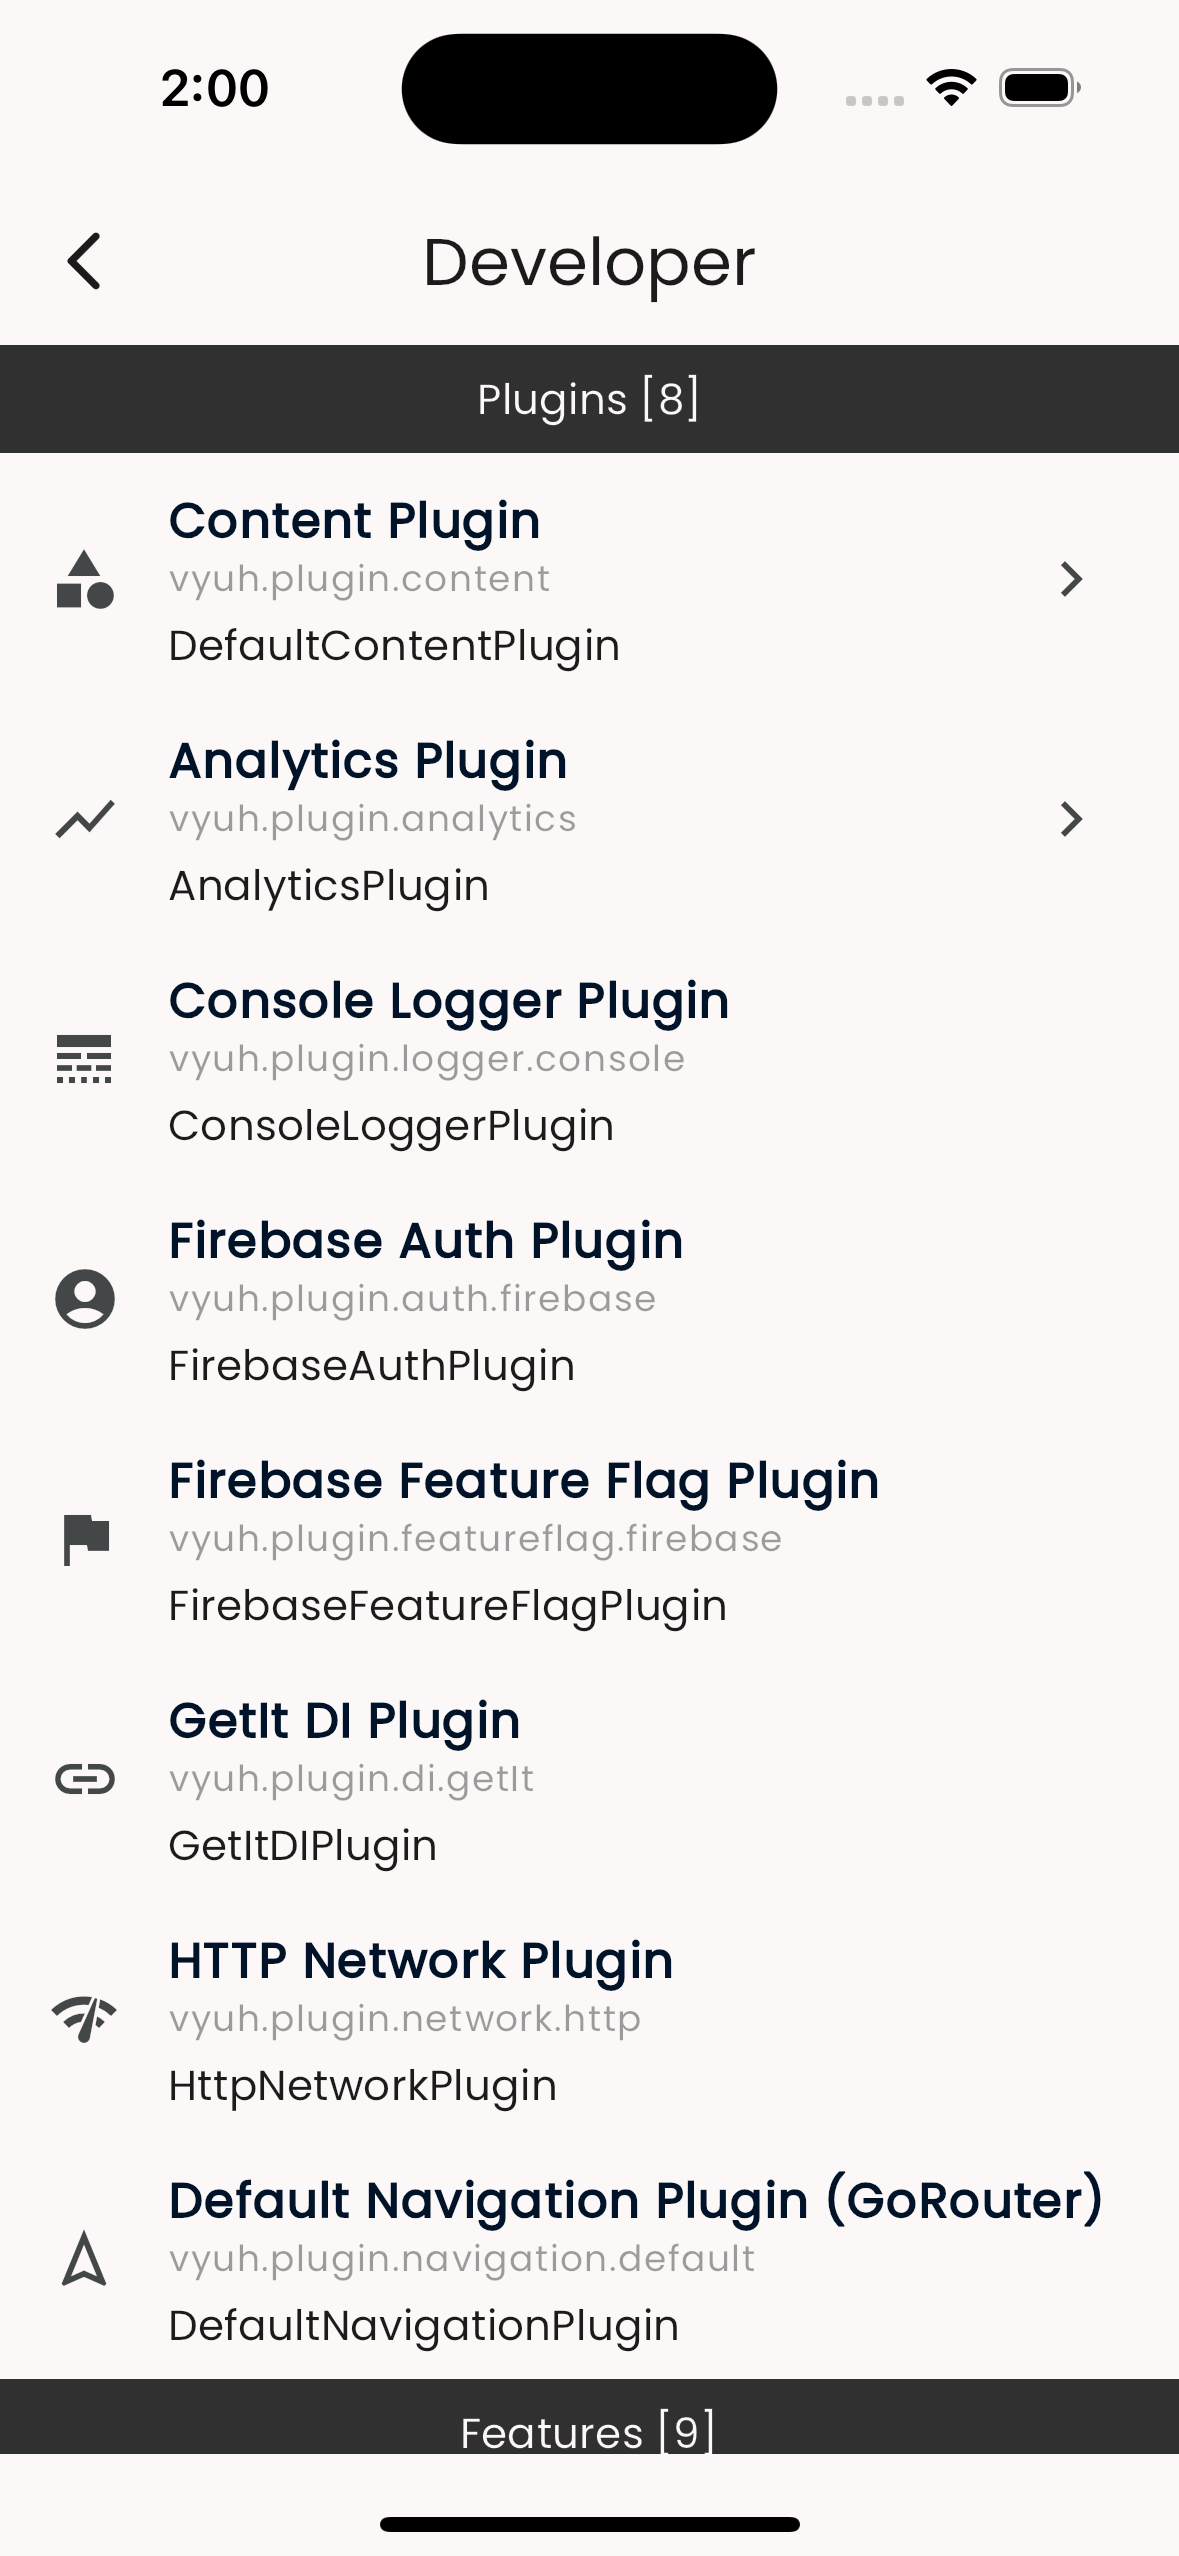 2:00
Developer
Plugins [8]
Content Plugin
vyuh.plugin.content
DefaultContentPlugin
Analytics Plugin
vyuh.plugin.analytics
AnalyticsPlugin
Console Logger Plugin
vyuh.plugin.logger.console
ConsoleLoggerPlugin
Firebase Auth Plugin
vyuh.plugin.auth.firebase
FirebaseAuthPlugin
Firebase Feature Flag Plugin
vyuh.plugin.featureflag.firebase
FirebaseFeatureFlagPlugin
GetIt DI Plugin
vyuh.plugin.di.getIt
GetItDIPlugin
HTTP Network Plugin
vyuh.plugin.network.http
HttpNetworkPlugin
Default Navigation Plugin (GoRouter)
vyuh.plugin.navigation.default
DefaultNavigationPlugin
Features [9]